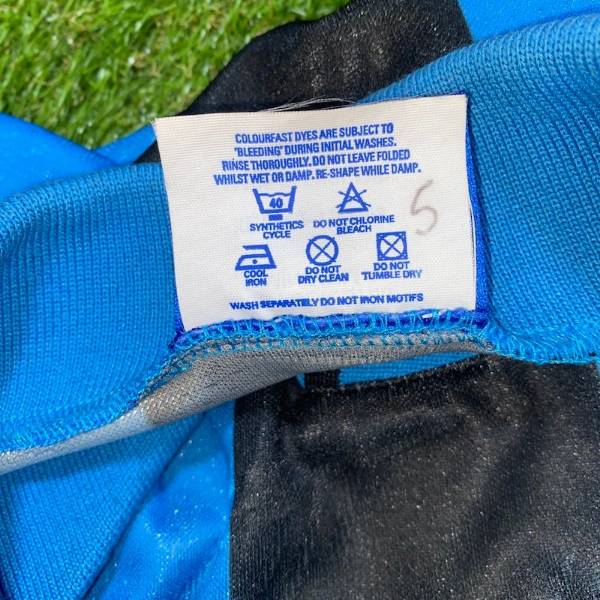 COLOURFAST DYES ARE SUBJECT TO
'BLEEDING' DURING INITIAL WASHES.
RINSE THOROUGHLY. DO NOT LEAVE FOLDED
WHILST WET OR DAMP. RE-SHAPE WHILE DAMP.
40
SYNTHETICS
CYCLE
DO NOT CHLORINE
BLEACH
5
COOL
IRON
DO NOT
DRY CLEAN
DO NOT
TUMBLE DRY
WASH SEPARATELY DO NOT IRON MOTIFS